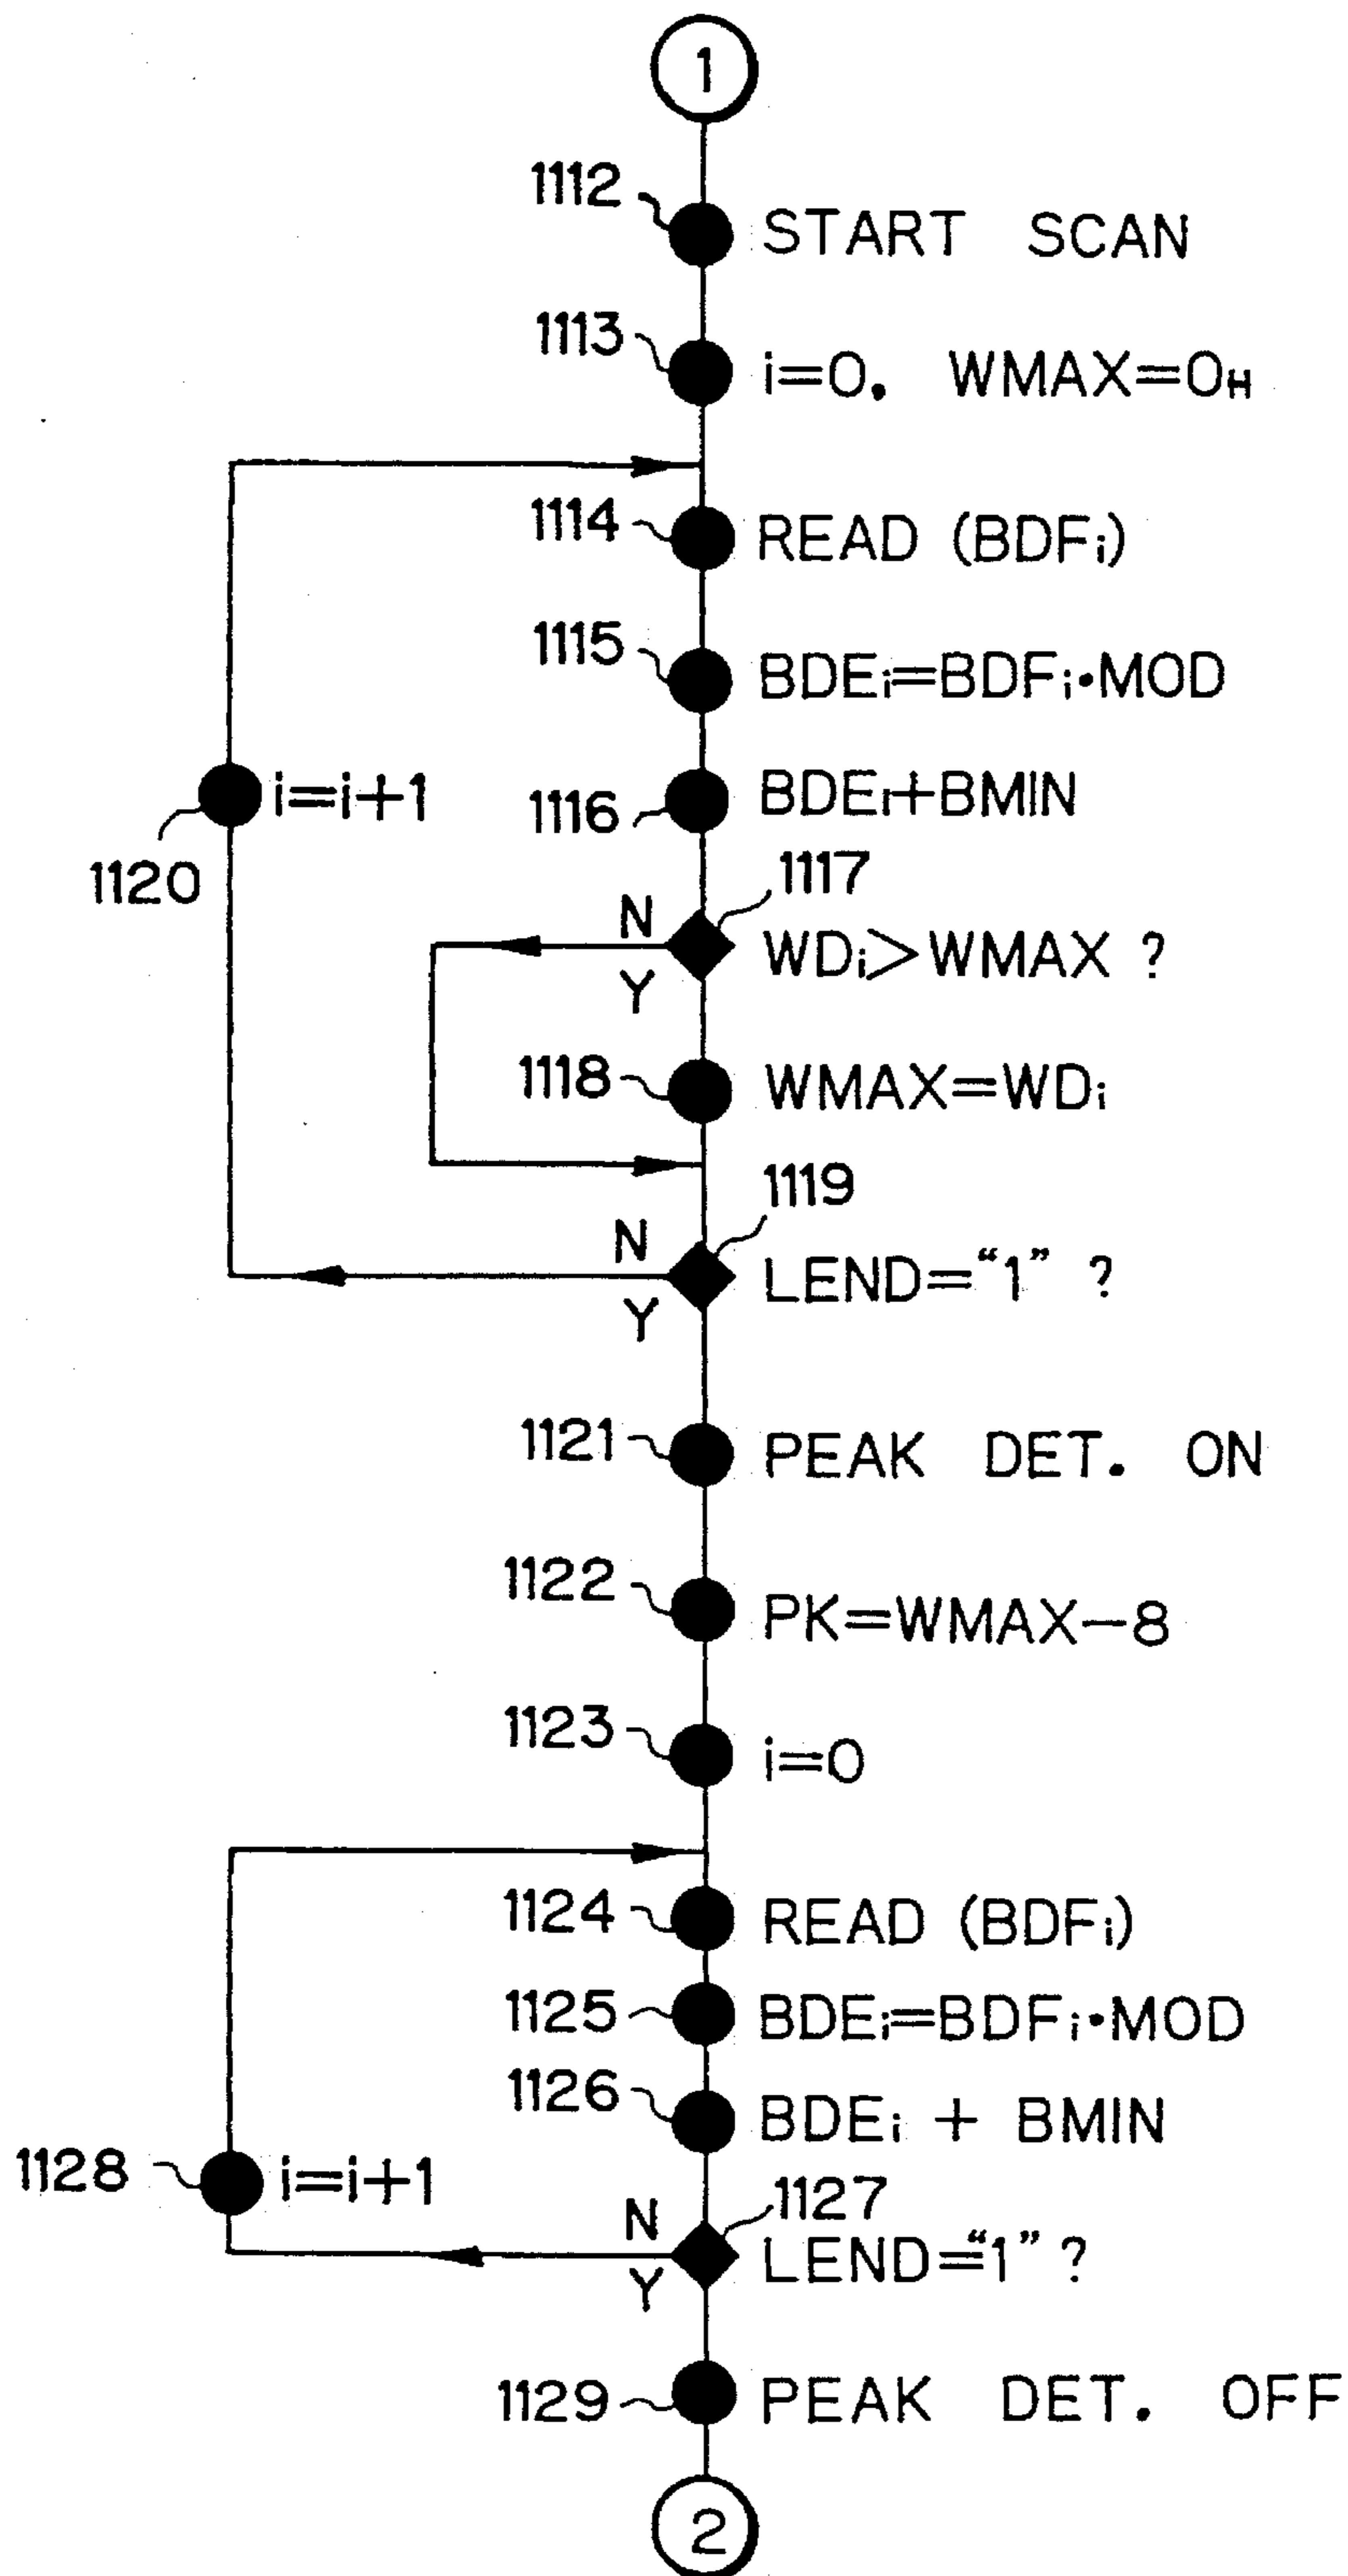 1
1112 START SCAN
1113 i=0. WMAX=0H
1114 READ (BDFi)
1115 BDEi=BDFi•MOD
1120 i=i+1
1116 BDEi+BMIN
1117
N
Y
WDi>WMAX ?
1118 WMAX=WDi
1119
N
Y
LEND="1" ?
1121 PEAK DET. ON
1122 PK=WMAX-8
1123 i=0
1124 READ (BDFi)
1125 BDEi=BDFi•MOD
1126 BDEi + BMIN
1128 i=i+1
1127
N
Y
LEND="1" ?
1129 PEAK DET. OFF
2